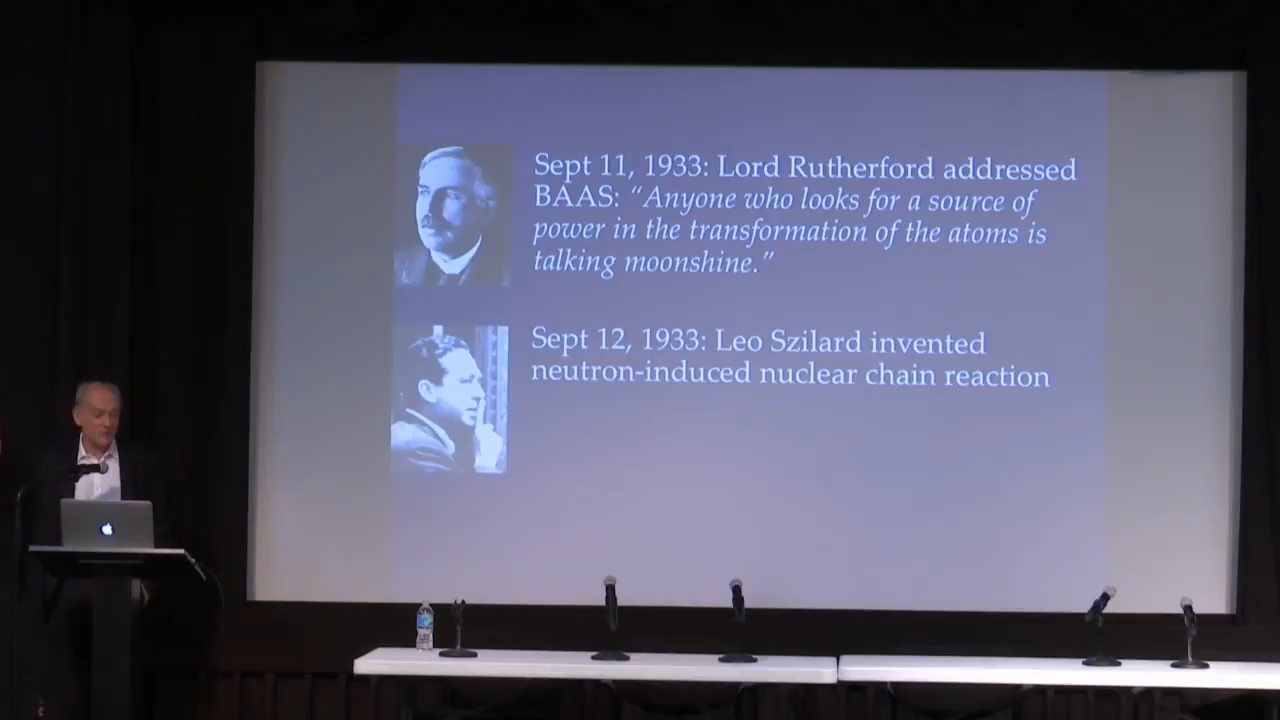 Sept 11, 1933: Lord Rutherford addressed
BAAS: “Anyone who looks for a source of
power in the transformation of the atoms is
talking moonshine.”
Sept 12, 1933: Leo Szilard invented
neutron-induced nuclear chain reaction